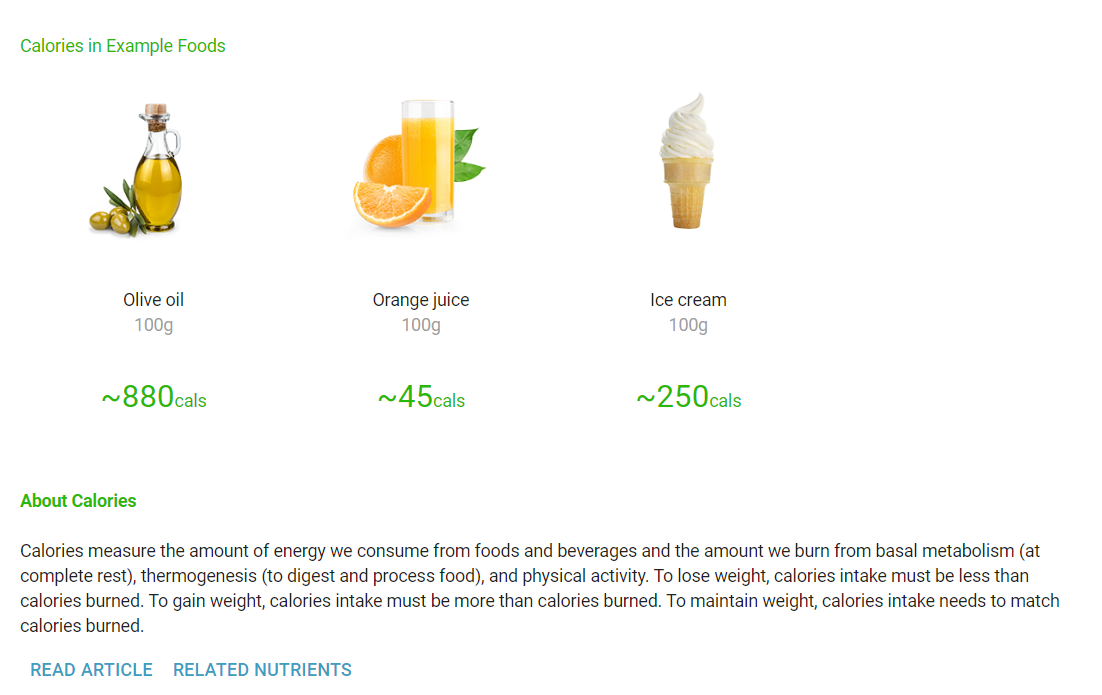 Calories in Example Foods
Olive oil
100g
~880cals
Orange juice
100g
~45cals
Ice cream
100g
~250cals
About Calories
Calories measure the amount of energy we consume from foods and beverages and the amount we burn from basal metabolism (at
complete rest), thermogenesis (to digest and process food), and physical activity. To lose weight, calories intake must be less than
calories burned. To gain weight, calories intake must be more than calories burned. To maintain weight, calories intake needs to match
calories burned.
READ ARTICLE
RELATED NUTRIENTS